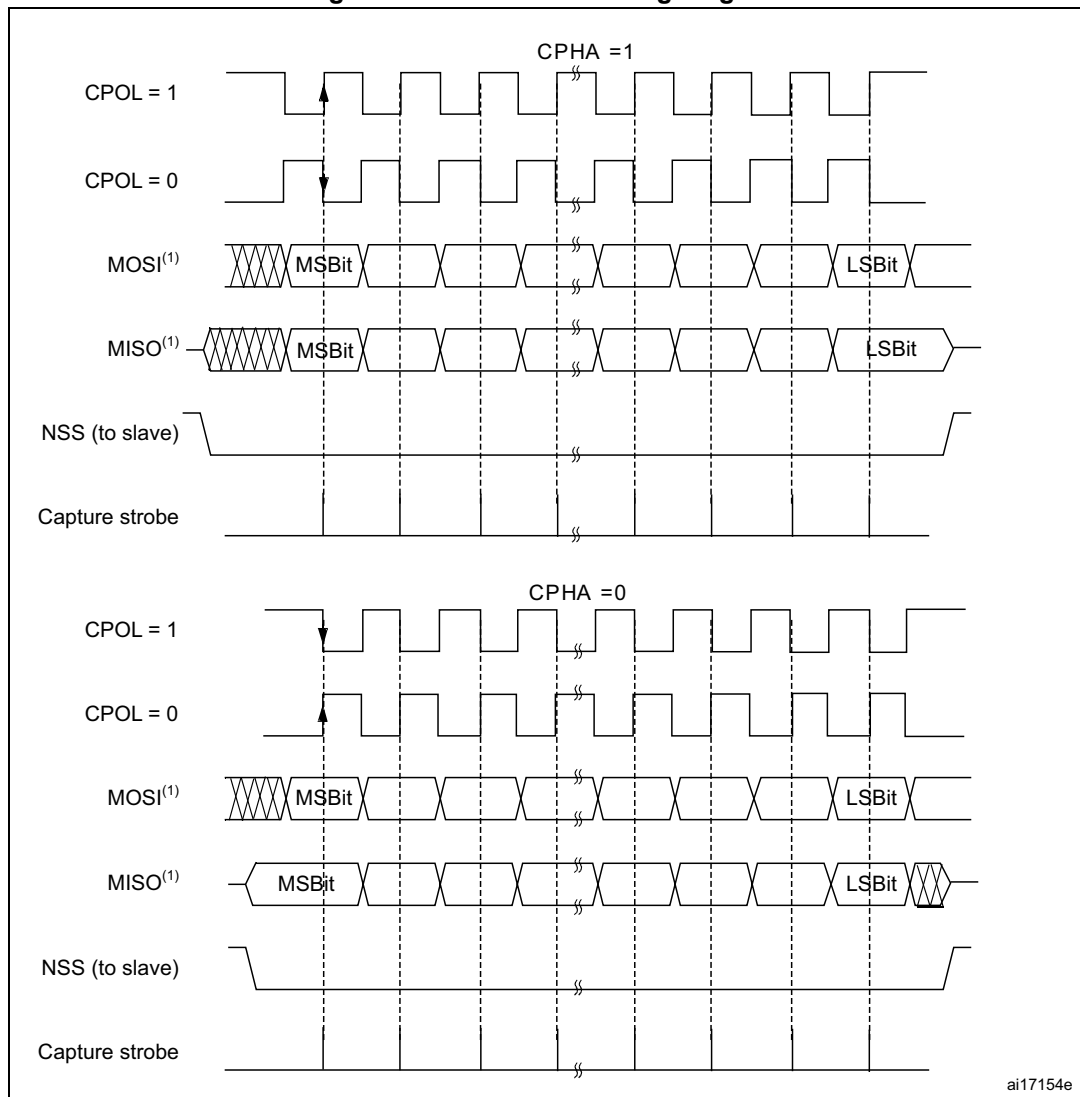 CPHA =1
CPOL = 1
CPOL = 0
MOSI(1)
MSBit
LSBit
MISO(1)
MSBit
LSBit
NSS (to slave)
Capture strobe
CPHA =0
CPOL = 1
CPOL = 0
MOSI(1)
MSBit
LSBit
MISO(1)
MSBit
LSBit
NSS (to slave)
Capture strobe
ai17154e